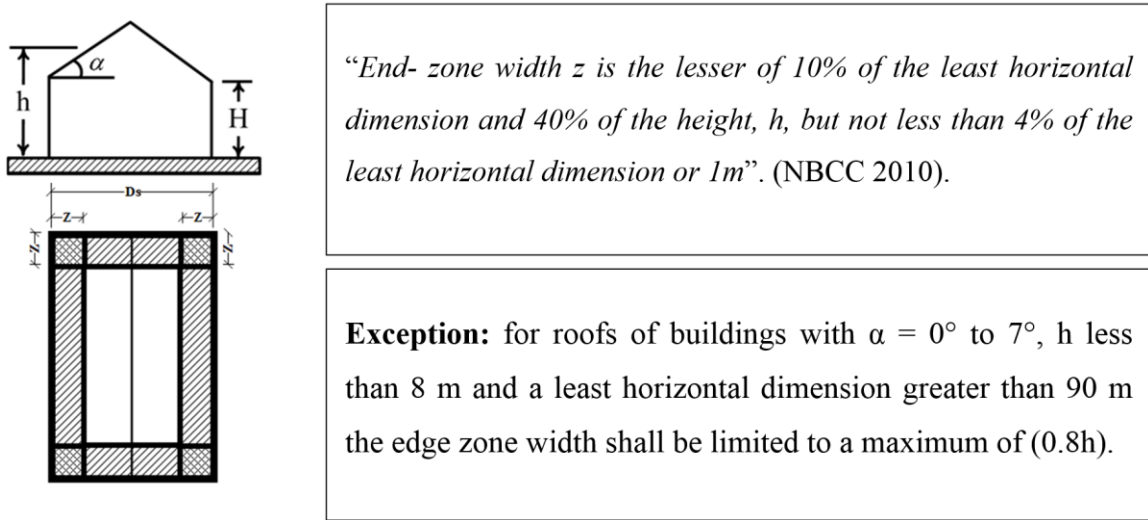 α
h
H
Ds
Z
Z
Z
Z
“End- zone width z is the lesser of 10% of the least horizontal
dimension and 40% of the height, h, but not less than 4% of the
least horizontal dimension or 1m”. (NBCC 2010).
Exception: for roofs of buildings with α = 0° to 7°, h less
than 8 m and a least horizontal dimension greater than 90 m
the edge zone width shall be limited to a maximum of (0.8h).